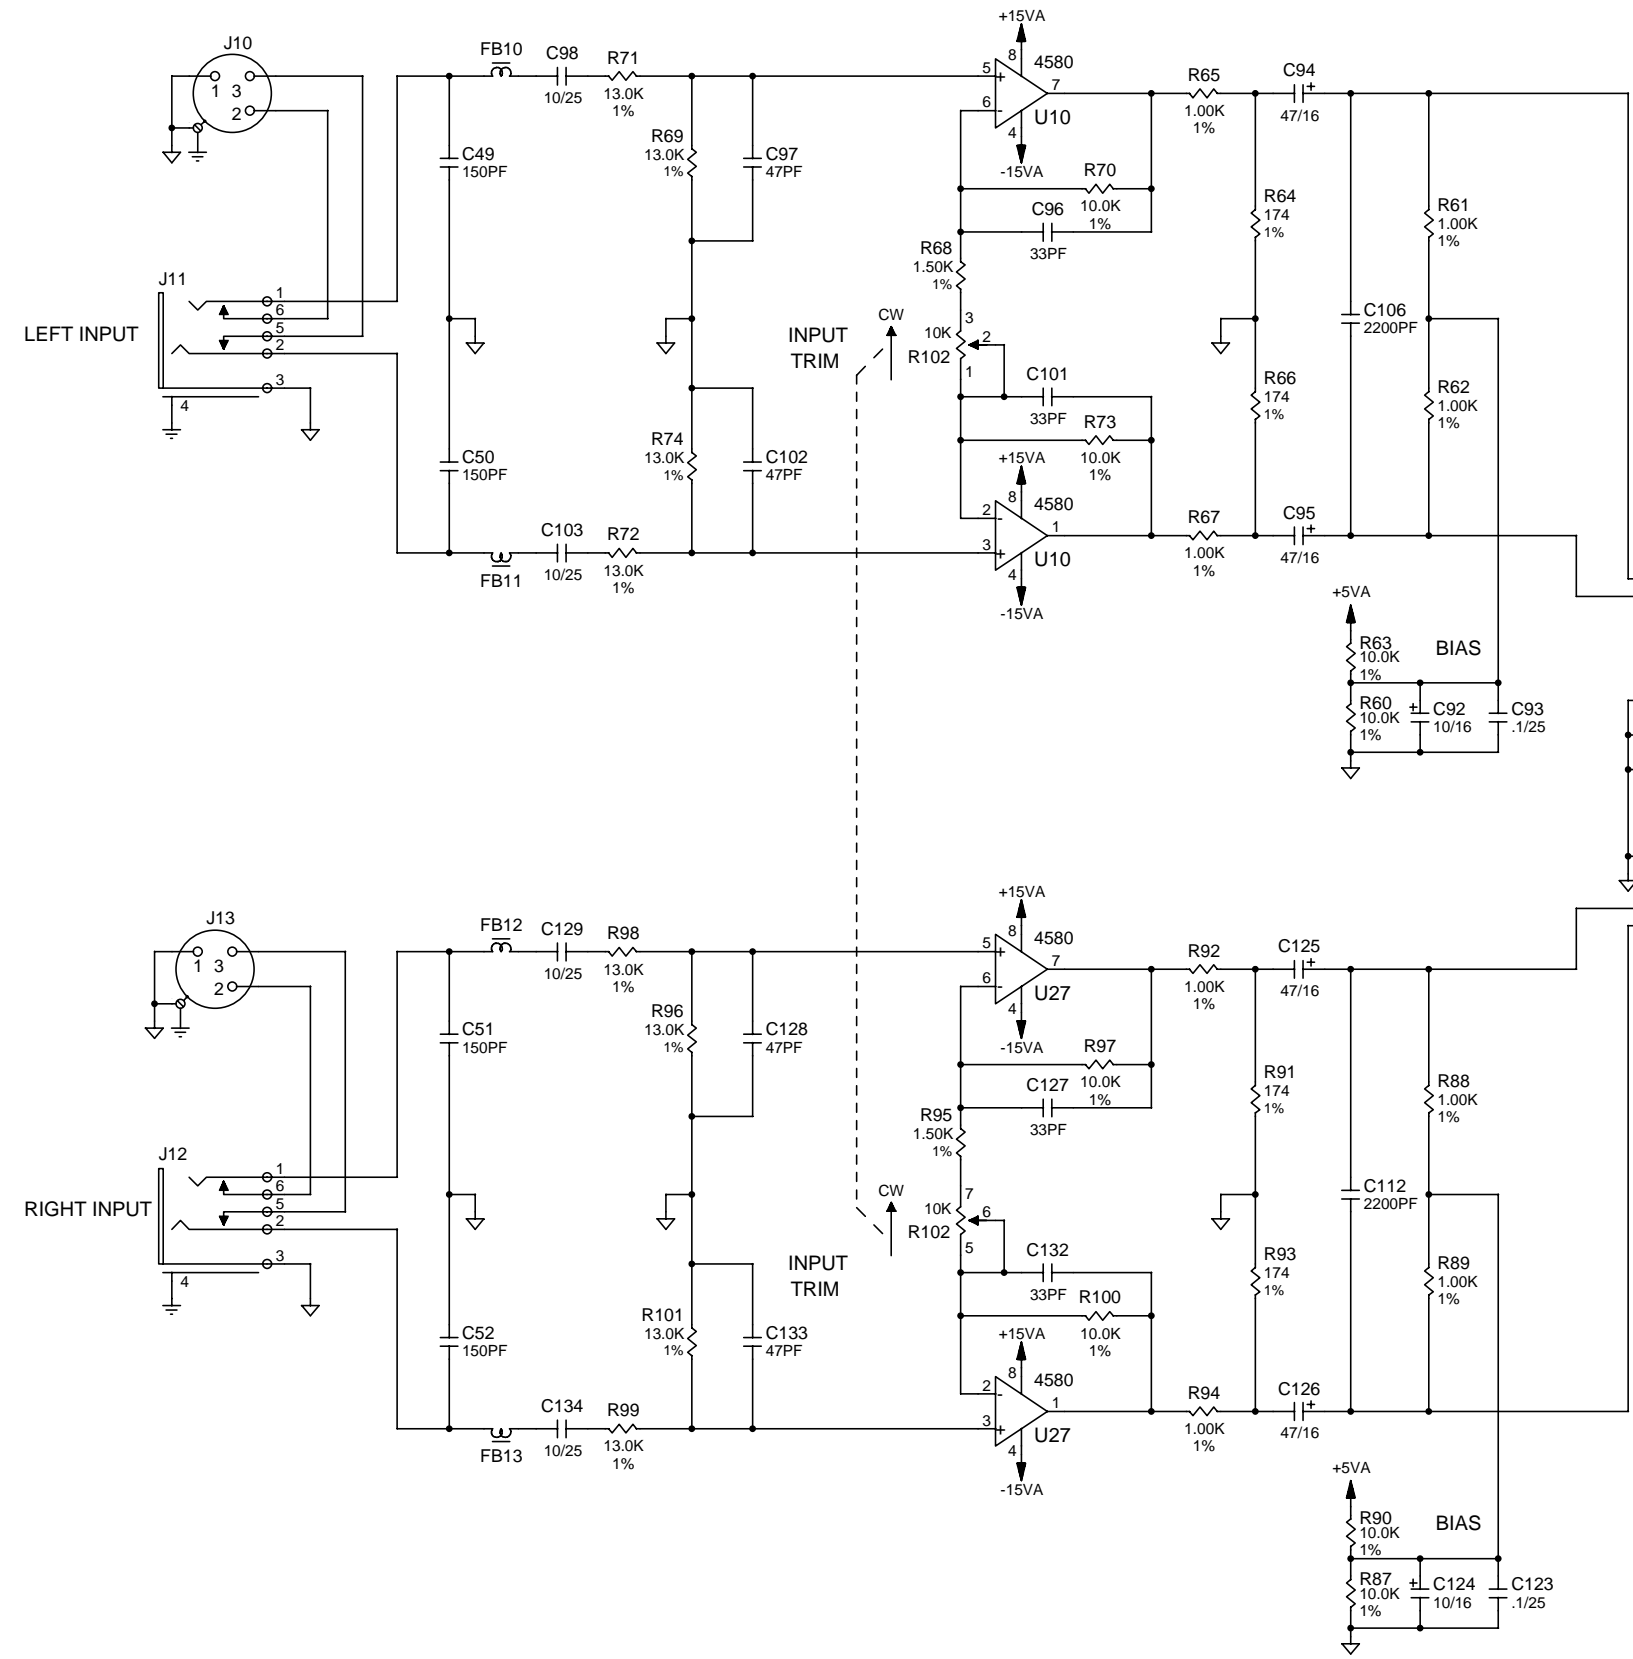 +15VA
J10
FB10
C98
R71
8
4580
R65
C94
5
+
7
+
1
3
10/25
13.0K
1%
6
-
U10
1.00K
1%
47/16
2
4
-15VA
R69
13.0K
1%
C97
47PF
C49
150PF
R70
10.0K
1%
C96
33PF
R64
174
1%
R61
1.00K
1%
R68
1.50K
1%
J11
1
6
5
2
3
4
LEFT INPUT
INPUT
TRIM
CW
3
10K
2
R102
1
C106
2200PF
C101
33PF
R66
174
1%
R62
1.00K
1%
R73
10.0K
1%
R74
13.0K
1%
C102
47PF
C50
150PF
+15VA
8
4580
2
-
1
3
+
U10
4
-15VA
C103
10/25
R72
13.0K
1%
FB11
R67
1.00K
1%
C95
+
47/16
+5VA
R63
10.0K
1%
BIAS
R60
10.0K
1%
+
C92
10/16
C93
.1/25
+15VA
J13
FB12
C129
R98
8
4580
R92
C125
5
+
7
+
1
3
10/25
13.0K
1%
6
-
U27
1.00K
1%
47/16
2
4
-15VA
R96
13.0K
1%
C128
47PF
C51
150PF
R97
10.0K
1%
C127
33PF
R91
174
1%
R88
1.00K
1%
R95
1.50K
1%
J12
1
6
5
2
3
4
RIGHT INPUT
CW
7
10K
6
R102
5
INPUT
TRIM
C112
2200PF
C132
33PF
R93
174
1%
R89
1.00K
1%
R100
10.0K
1%
R101
13.0K
1%
C133
47PF
C52
150PF
+15VA
8
4580
2
-
1
3
+
U27
4
-15VA
C134
10/25
R99
13.0K
1%
FB13
R94
1.00K
1%
C126
+
47/16
+5VA
R90
10.0K
1%
BIAS
R87
10.0K
1%
+
C124
10/16
C123
.1/25